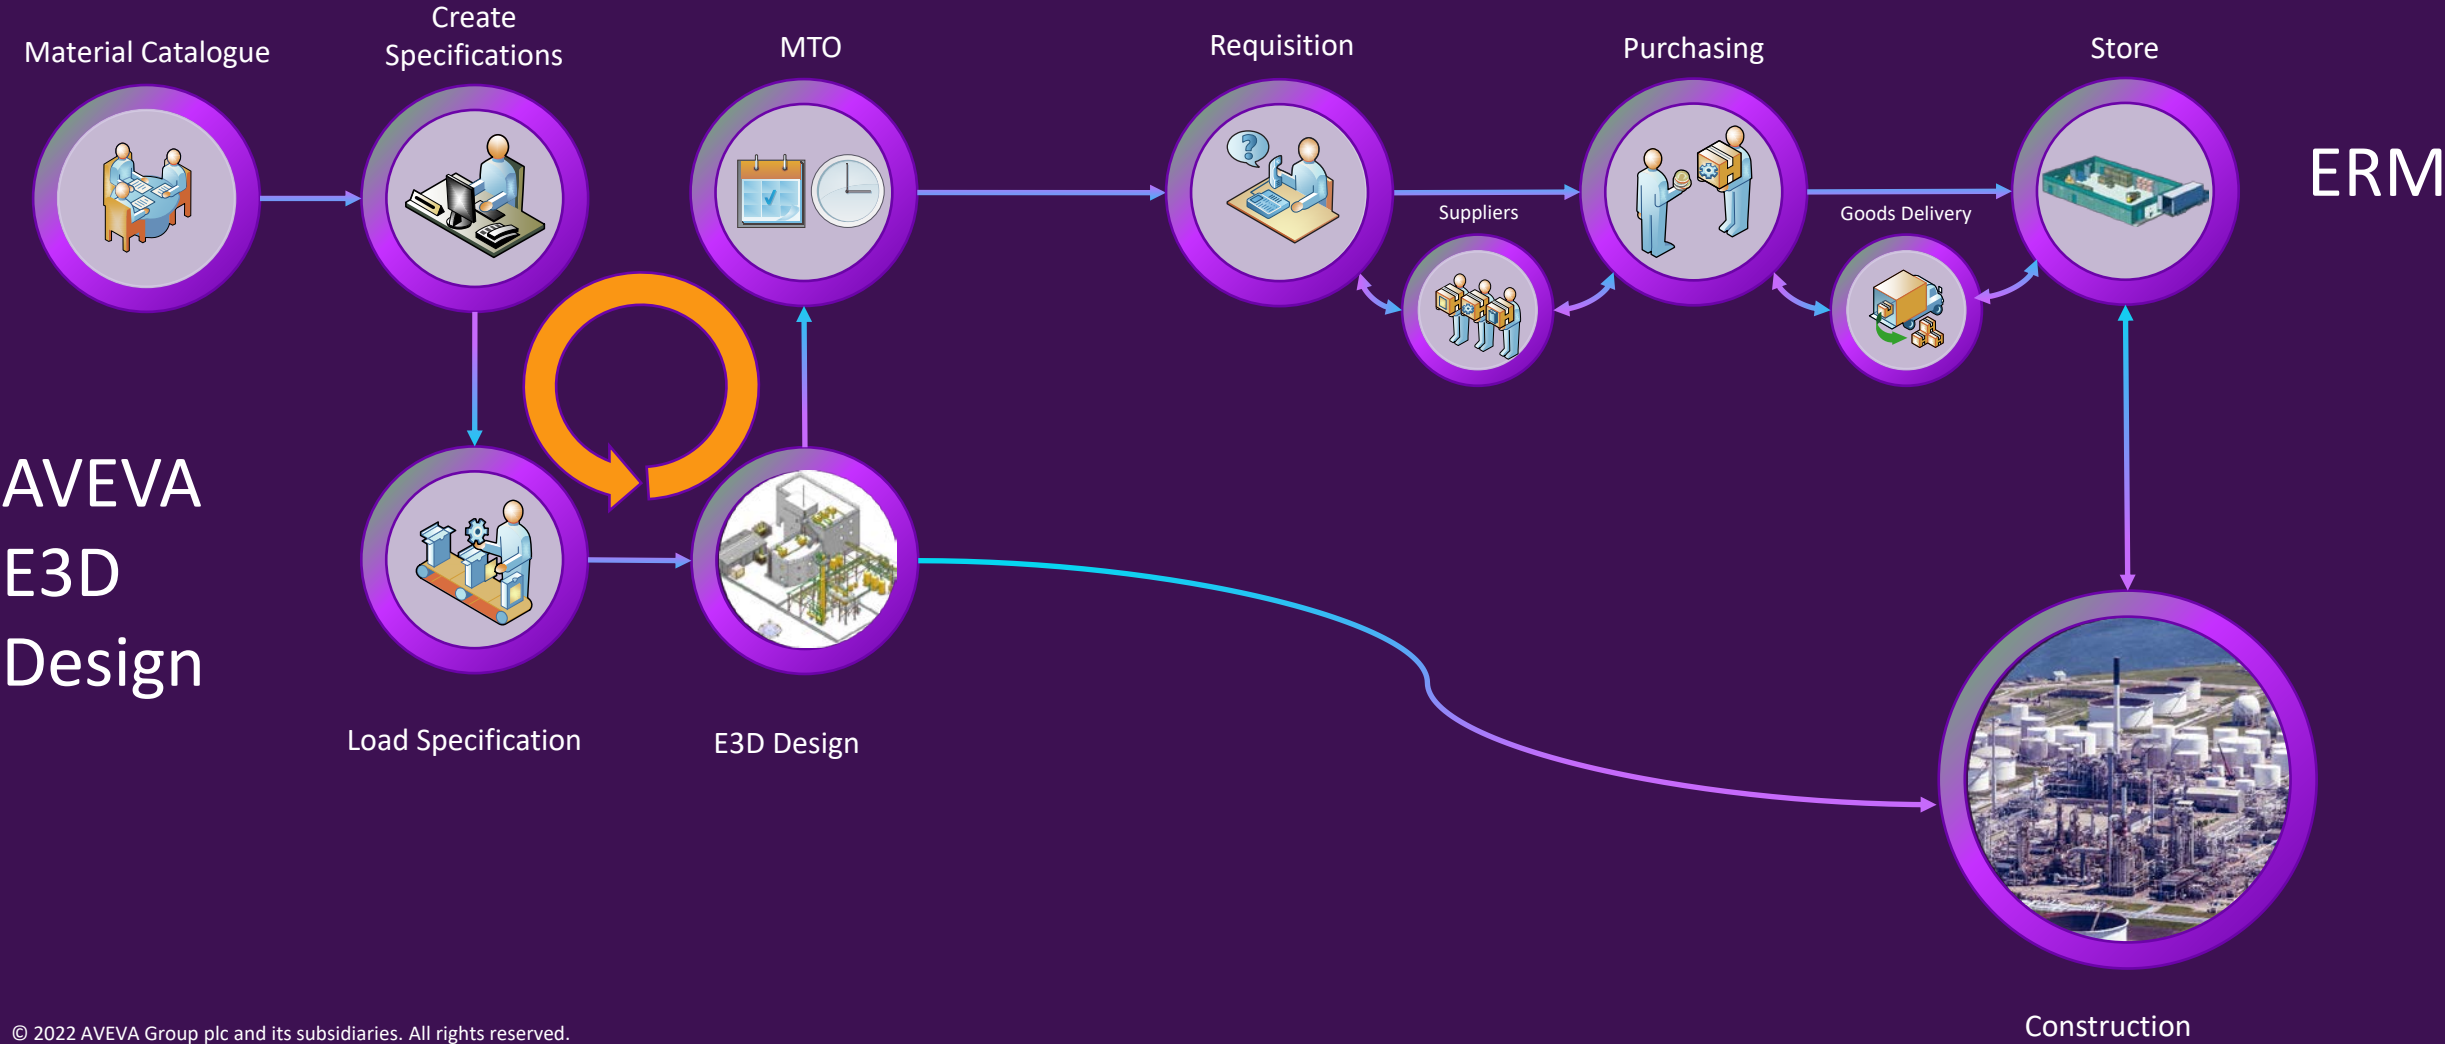 Create
Specifications
Material Catalogue
MTO
Requisition
Purchasing
Store
ERM
Suppliers
Goods Delivery
?
AVEVA
E3D
Design
Load Specification
E3D Design
Construction
© 2022 AVEVA Group plc and its subsidiaries. All rights reserved.